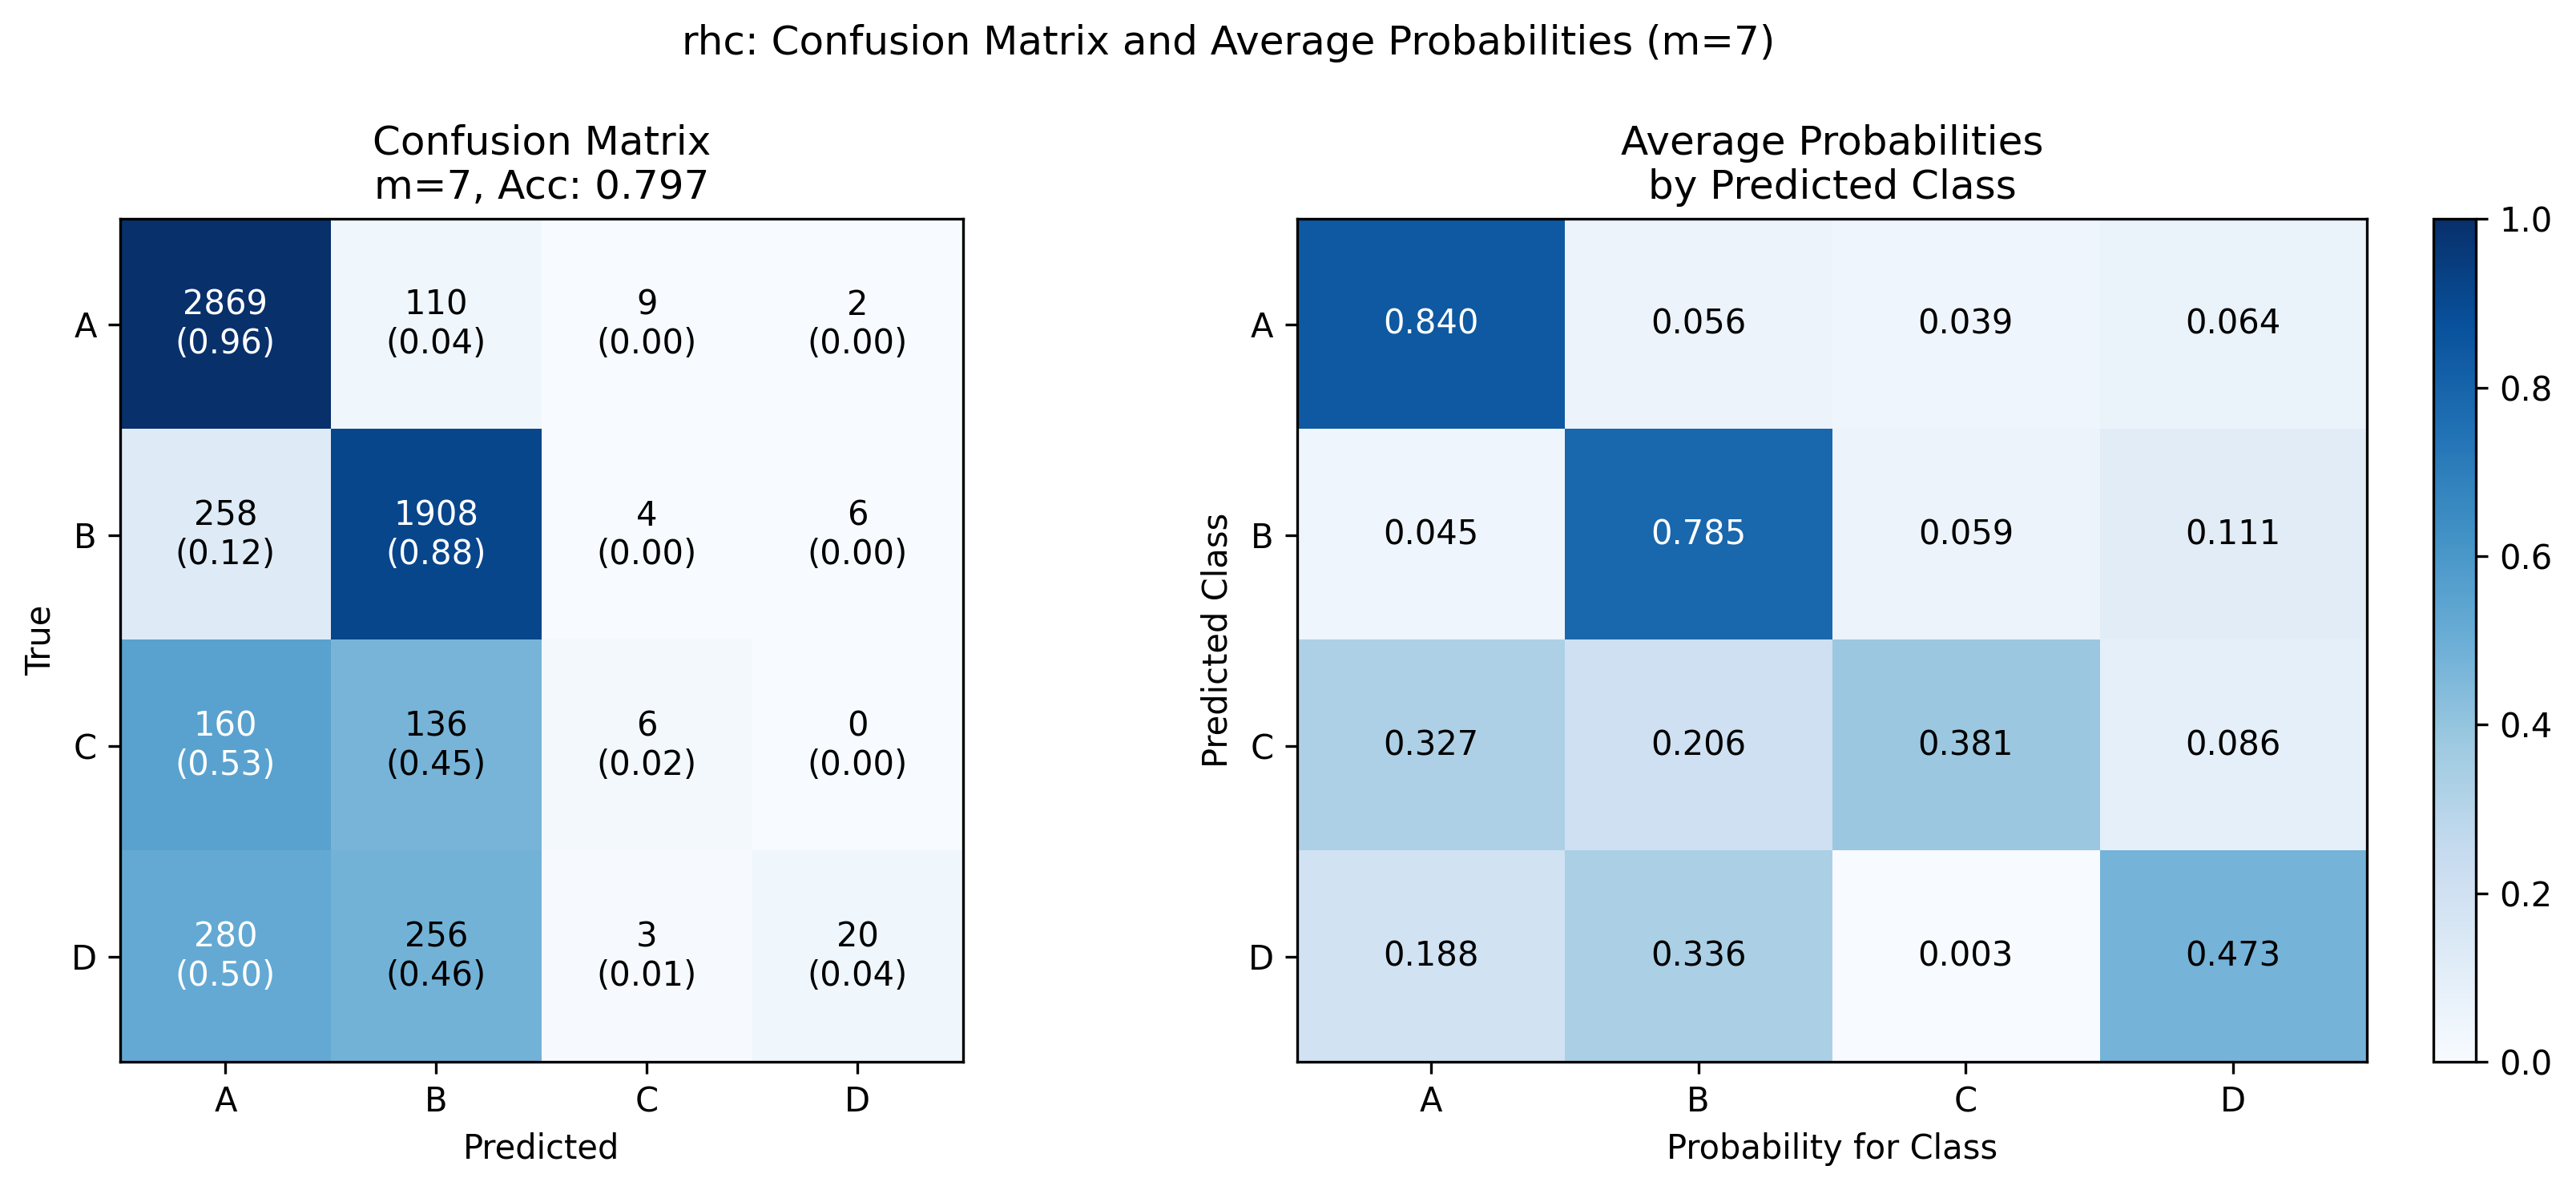 rhc: Confusion Matrix and Average Probabilities (m=7)
Confusion Matrix
m=7, Acc: 0.797
True
A
2869 110 9 2
(0.96) (0.04) (0.00) (0.00)
B
258 1908 4 6
(0.12) (0.88) (0.00) (0.00)
C
160 136 6 0
(0.53) (0.45) (0.02) (0.00)
D
280 256 3 20
(0.50) (0.46) (0.01) (0.04)
A B C D
Predicted
Average Probabilities
by Predicted Class
Predicted Class
A 0.840 0.056 0.039 0.064
B 0.045 0.785 0.059 0.111
C 0.327 0.206 0.381 0.086
D 0.188 0.336 0.003 0.473
A B C D
Probability for Class
1.0
0.8
0.6
0.4
0.2
0.0